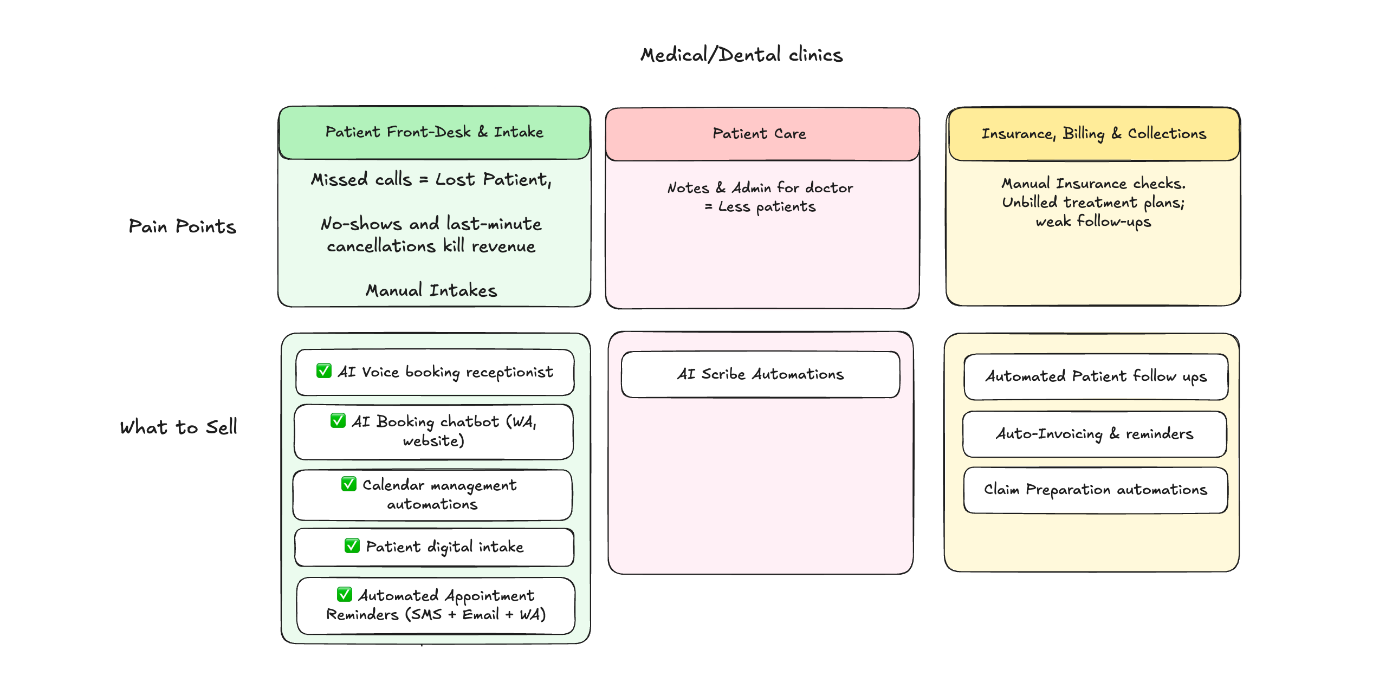 Medical/Dental clinics
Patient Front-Desk & Intake
Patient Care
Insurance, Billing & Collections
Pain Points
Missed calls = Lost Patient,
No-shows and last-minute
cancellations kill revenue
Manual Intakes
Notes & Admin for doctor
= Less patients
Manual Insurance checks.
Unbilled treatment plans;
weak follow-ups
What to Sell
✅ AI Voice booking receptionist
✅ AI Booking chatbot (WA,
website)
✅ Calendar management
automations
✅ Patient digital intake
✅ Automated Appointment
Reminders (SMS + Email + WA)
AI Scribe Automations
Automated Patient follow ups
Auto-Invoicing & reminders
Claim Preparation automations